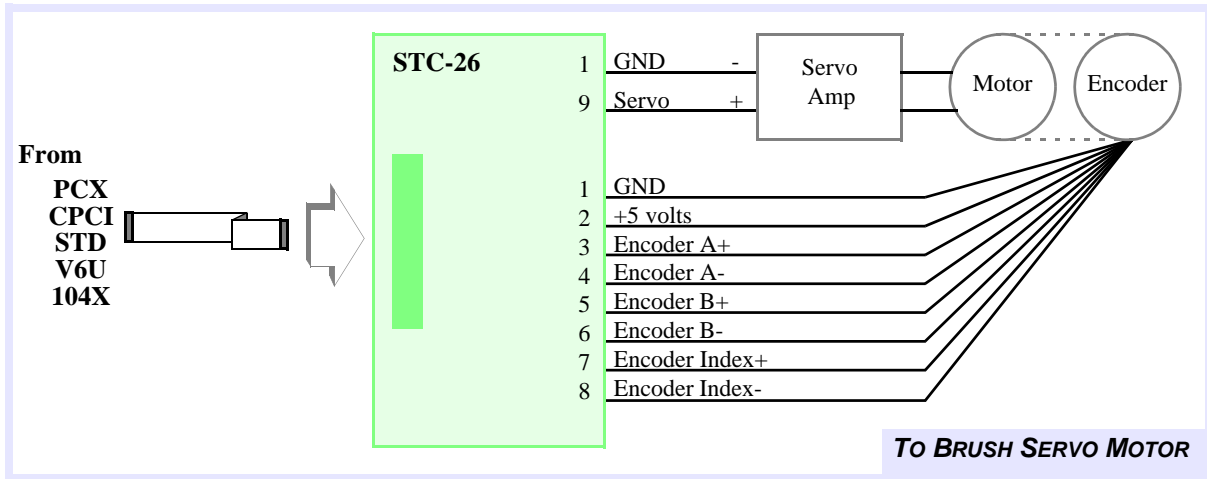 STC-26
1 GND -
9 Servo +
Servo
Amp
Motor
Encoder
From
PCX
CPCI
STD
V6U
104X
1 GND
2 +5 volts
3 Encoder A+
4 Encoder A-
5 Encoder B+
6 Encoder B-
7 Encoder Index+
8 Encoder Index-
TO BRUSH SERVO MOTOR